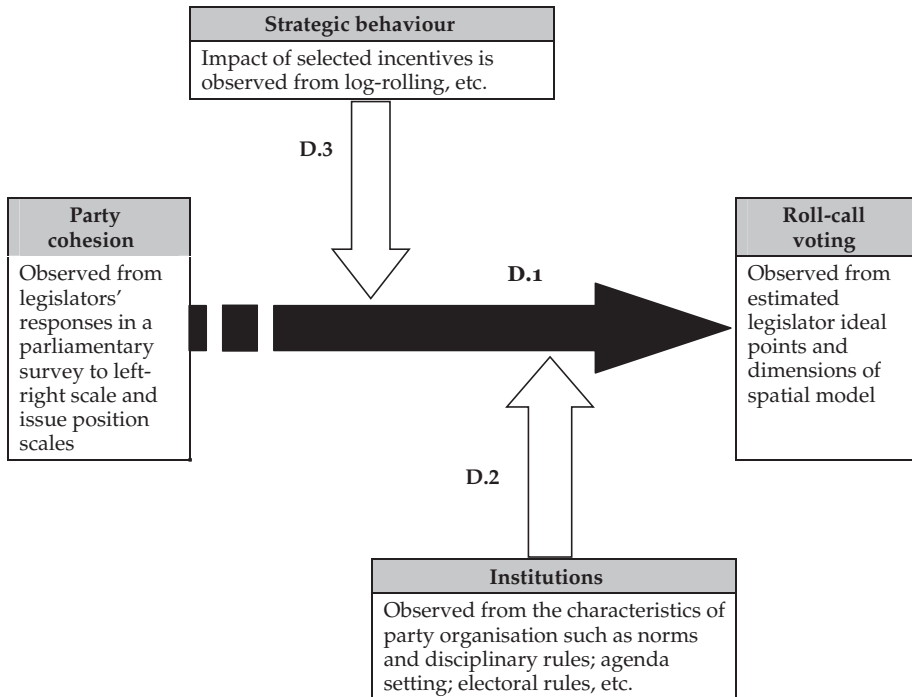 Strategic behaviour
Impact of selected incentives is
observed from log-rolling, etc.
D.3
Party
cohesion
Observed from
legislators’
responses in a
parliamentary
survey to left-
right scale and
issue position
scales
D.1
Roll-call
voting
Observed from
estimated
legislator ideal
points and
dimensions of
spatial model
D.2
Institutions
Observed from the characteristics of
party organisation such as norms
and disciplinary rules; agenda
setting; electoral rules, etc.